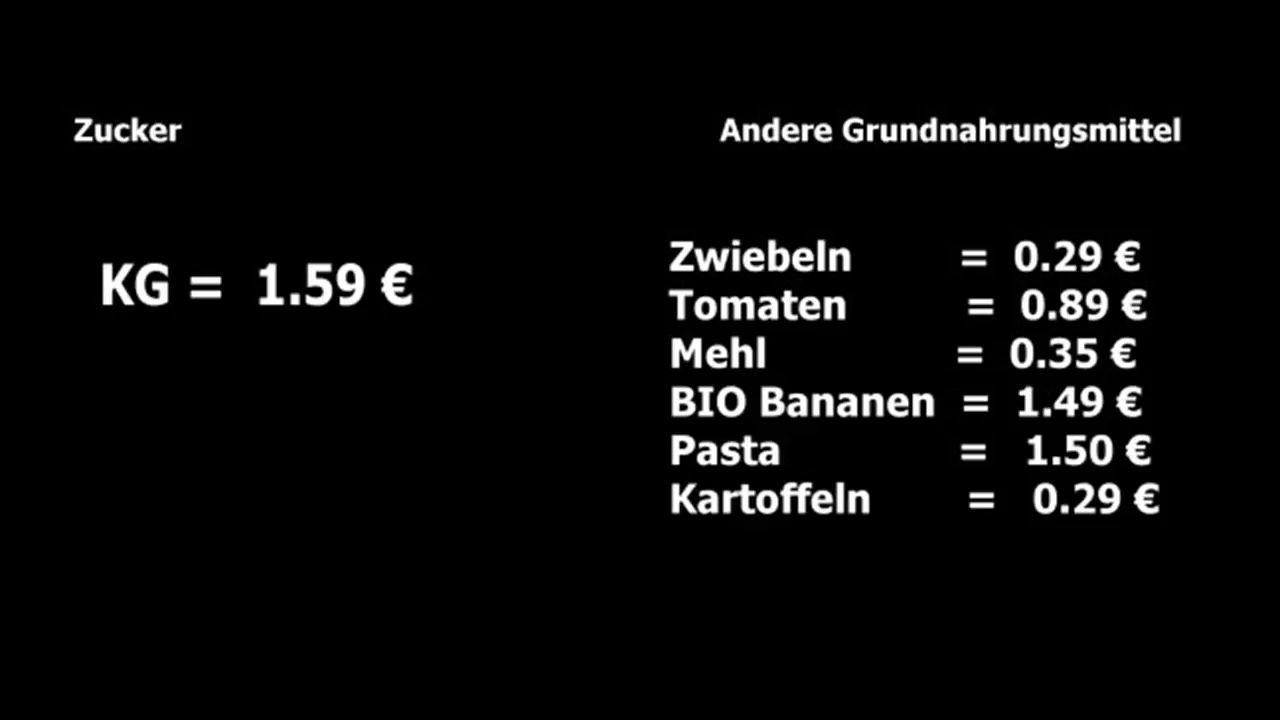 Zucker
Andere Grundnahrungsmittel
KG = 1.59 €
Zwiebeln = 0.29 €
Tomaten = 0.89 €
Mehl = 0.35 €
BIO Bananen = 1.49 €
Pasta = 1.50 €
Kartoffeln = 0.29 €